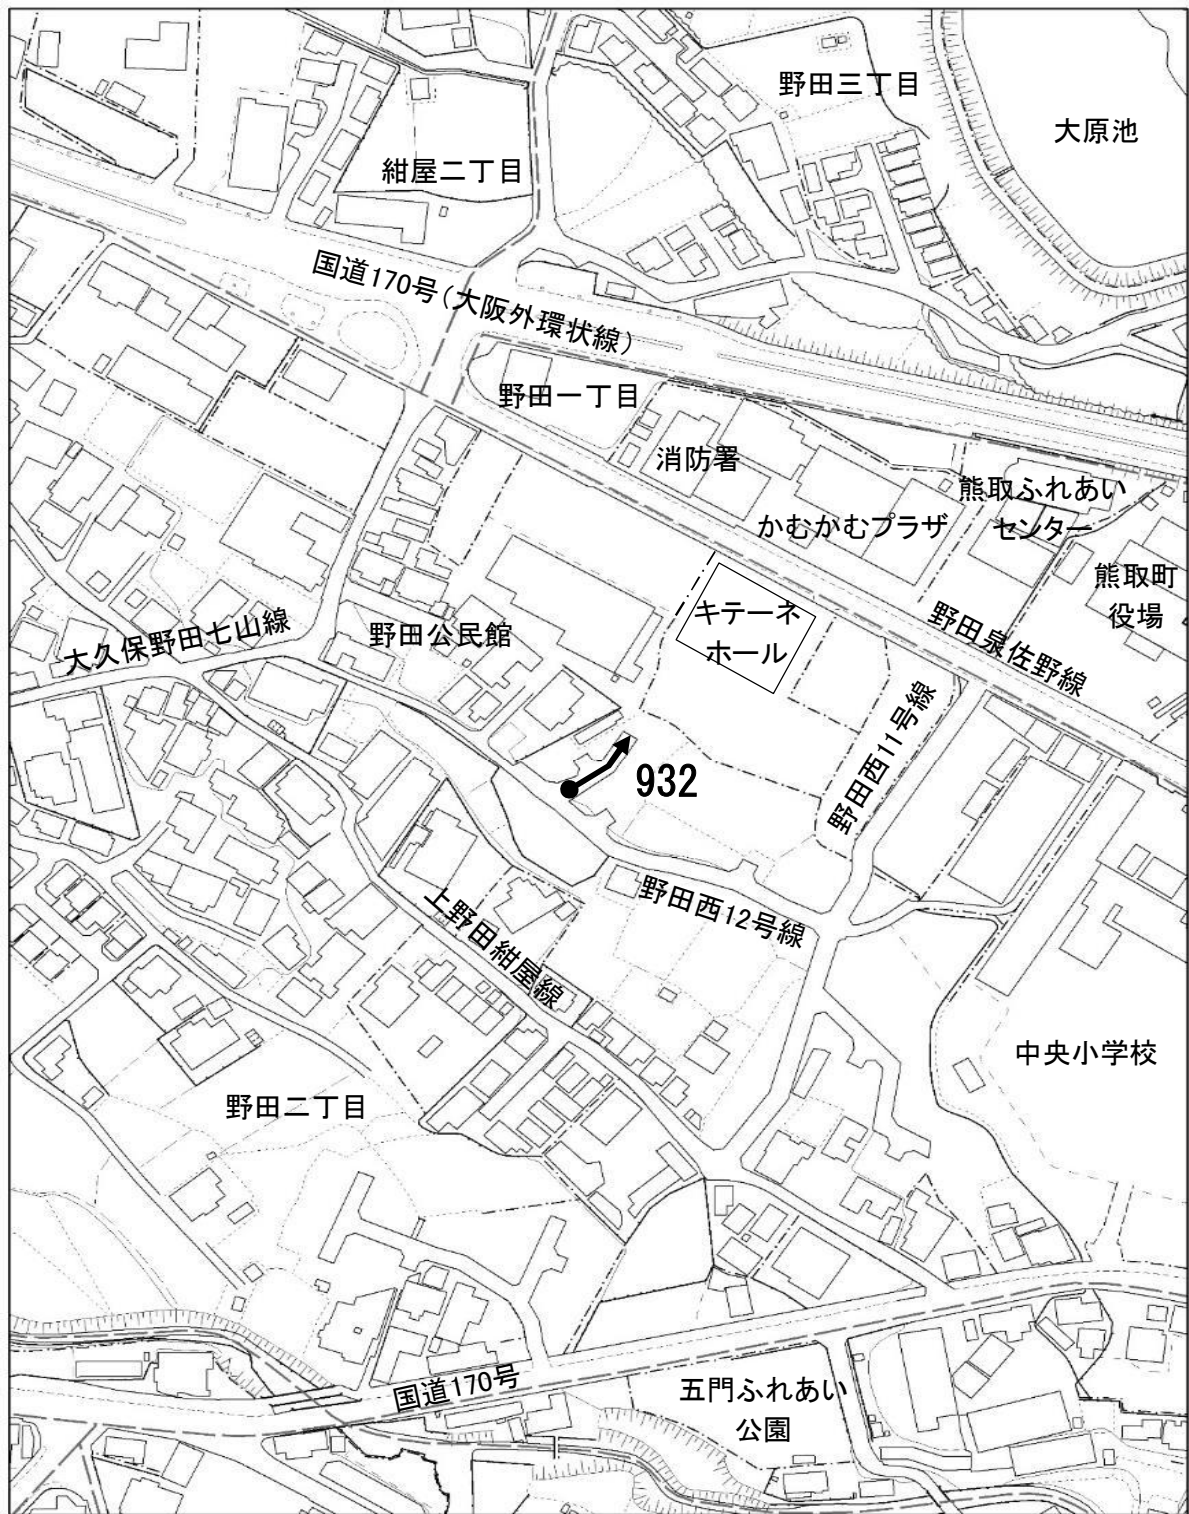 野田三丁目
大原池
紺屋二丁目
国道170号(大阪外環状線)
野田一丁目
消防署
熊取ふれあい
センター
かむかむプラザ
熊取町
役場
キテーネ
ホール
野田公民館
大久保野田七山線
野田泉佐野線
野田西11号線
932
野田西12号線
上野田紺屋線
中央小学校
野田二丁目
国道170号
五門ふれあい
公園